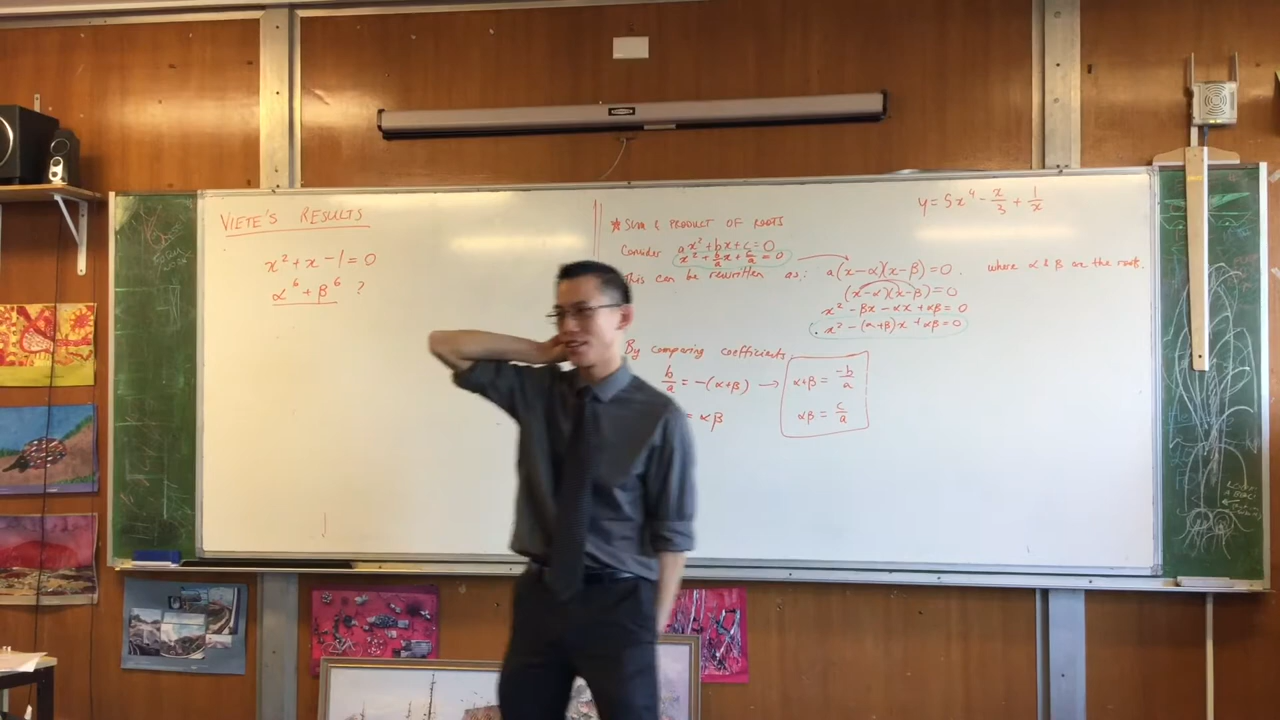 VIETE'S RESULTS
x² + x - 1 = 0
α⁶ + β⁶ ?
★ SUM & PRODUCT OF ROOTS
Consider ax² + bx + c = 0
x² + b/a x + c/a = 0
This can be rewritten as: a(x-α)(x-β) = 0. where α & β are the roots.
(x-α)(x-β) = 0
x² - βx - αx + αβ = 0
x² - (α+β)x + αβ = 0
By comparing coefficients,
b/a = -(α+β) → α+β = -b/a
= αβ
αβ = c/a
y = 5x⁴ - x/3 + 1/x